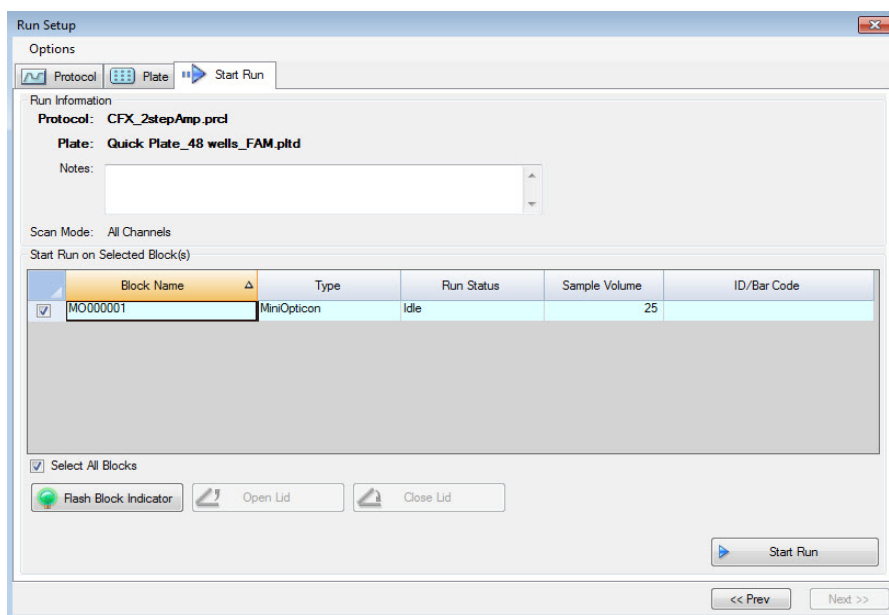 Run Setup
Options
Protocol Plate Start Run
Run Information
Protocol: CFX_2stepAmp.prcl
Plate: Quick Plate_48 wells_FAM.pltd
Notes:
Scan Mode: All Channels
Start Run on Selected Block(s)
Block Name Type Run Status Sample Volume ID/Bar Code
MO000001 MiniOpticon Idle 25
Select All Blocks
Flash Block Indicator Open Lid Close Lid
Start Run
<< Prev Next >>